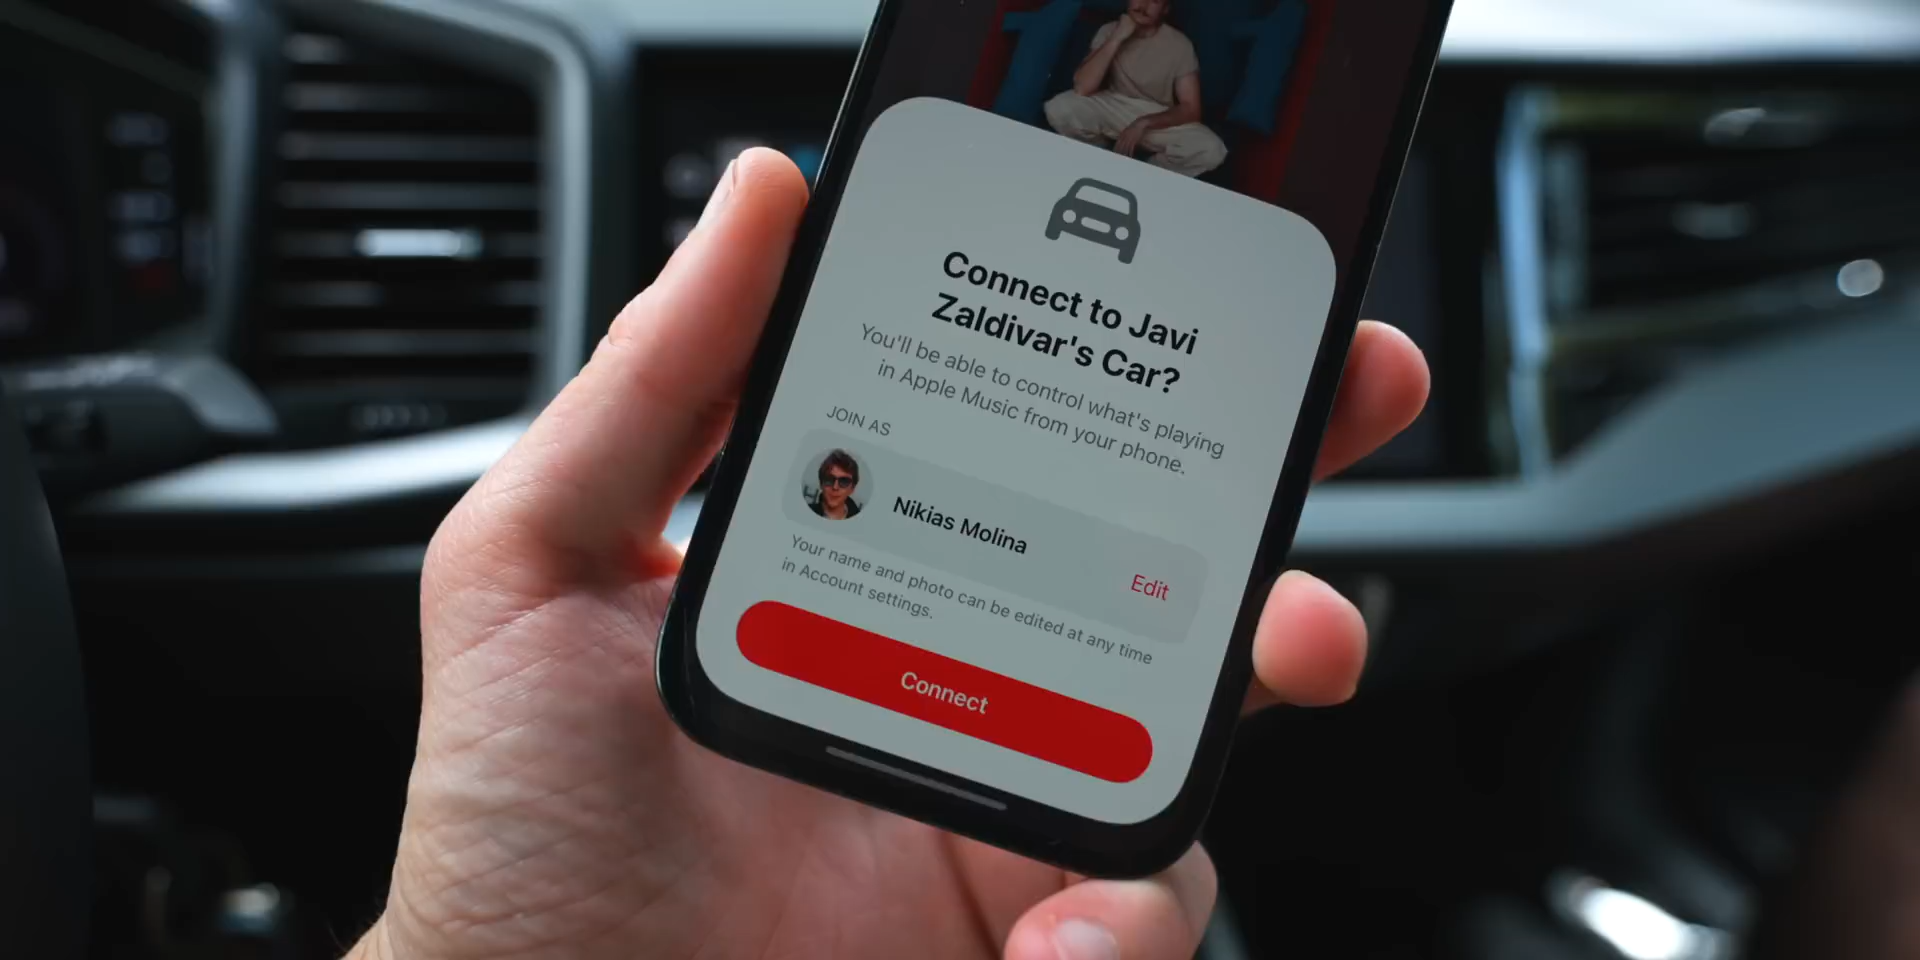 Connect to Javi
Zaldivar's Car?
You'll be able to control what's playing
in Apple Music from your phone.
JOIN AS
Nikias Molina
Edit
Your name and photo can be edited at any time
in Account settings.
Connect